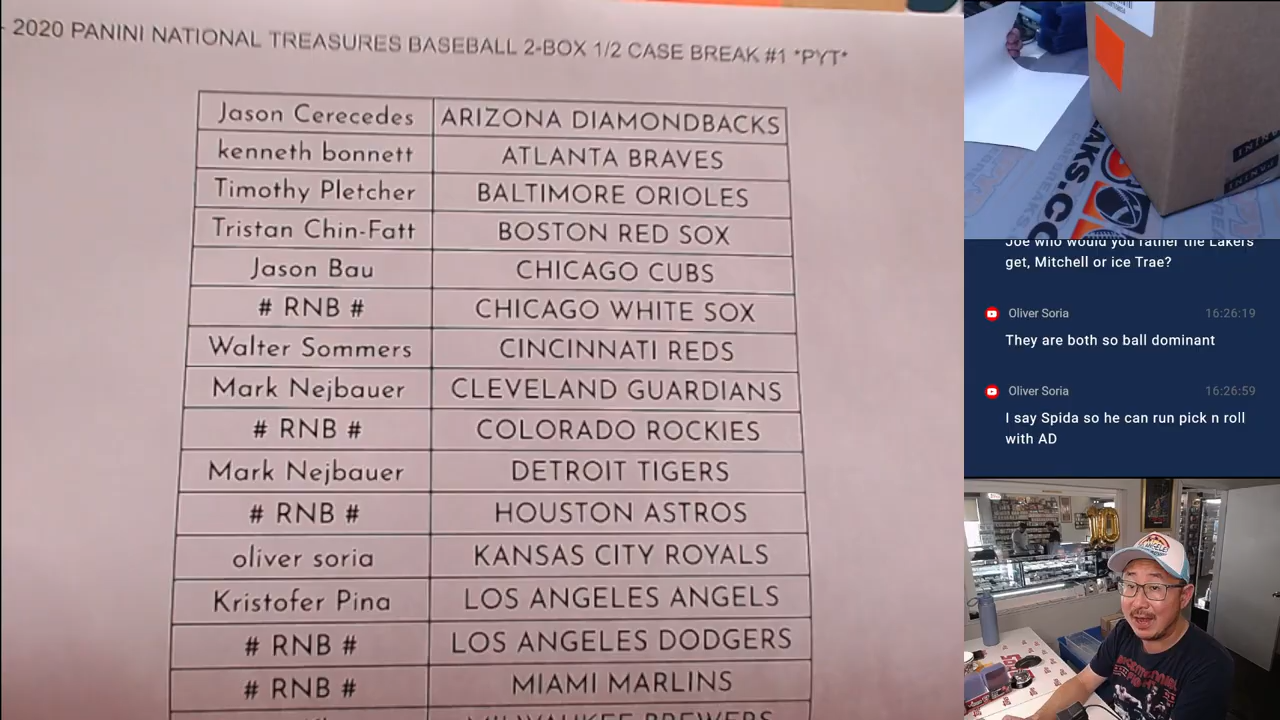 - 2020 PANINI NATIONAL TREASURES BASEBALL 2-BOX 1/2 CASE BREAK #1 *PYT*
Jason Cerecedes ARIZONA DIAMONDBACKS
kenneth bonnett ATLANTA BRAVES
Timothy Pletcher BALTIMORE ORIOLES
Tristan Chin-Fatt BOSTON RED SOX
Jason Bau CHICAGO CUBS
# RNB # CHICAGO WHITE SOX
Walter Sommers CINCINNATI REDS
Mark Nejbauer CLEVELAND GUARDIANS
# RNB # COLORADO ROCKIES
Mark Nejbauer DETROIT TIGERS
# RNB # HOUSTON ASTROS
oliver soria KANSAS CITY ROYALS
Kristofer Pina LOS ANGELES ANGELS
# RNB # LOS ANGELES DODGERS
# RNB # MIAMI MARLINS
MILWAUKEE BREWERS
PANINI
PANINI
Joe who would you rather the Lakers
get, Mitchell or ice Trae?
Oliver Soria 16:26:19
They are both so ball dominant
Oliver Soria 16:26:59
I say Spida so he can run pick n roll
with AD